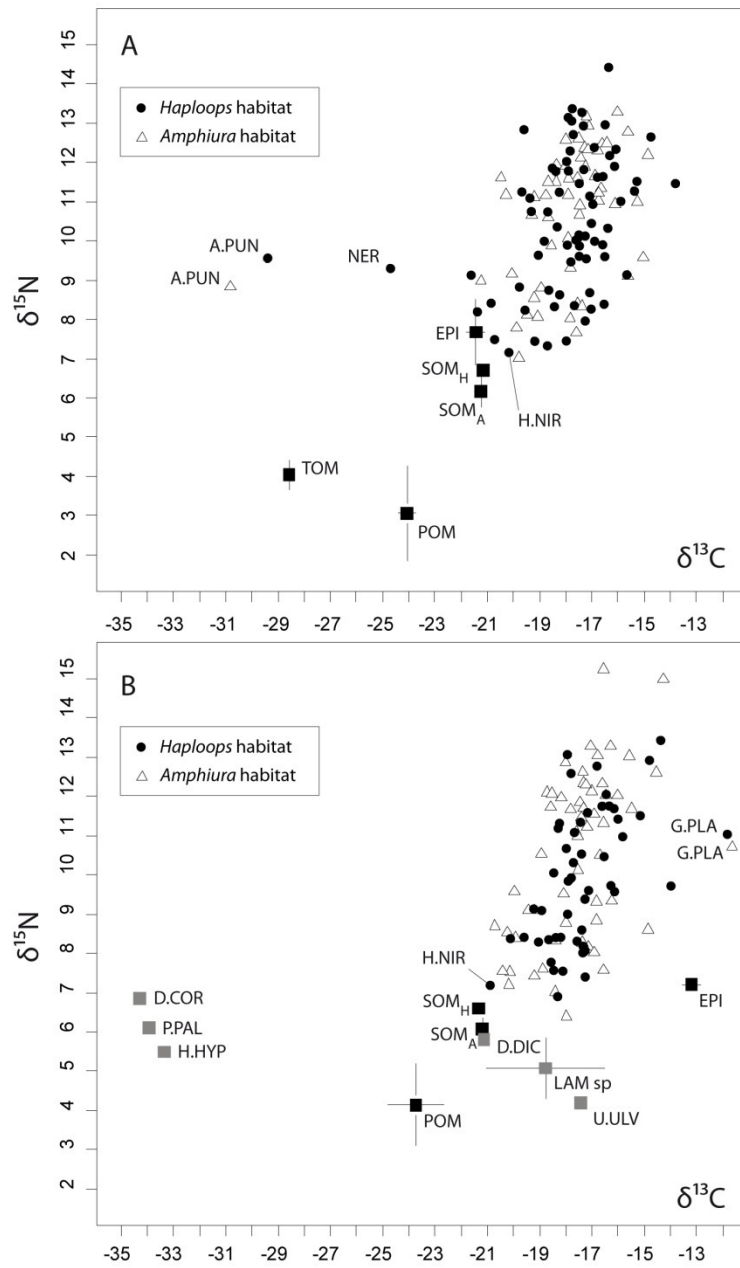 A
● Haploops habitat
△ Amphiura habitat
A.PUN
A.PUN
NER
EPI
SOM H
SOM A
H.NIR
TOM
POM
δ¹⁵N
15
14
13
12
11
10
9
8
7
6
5
4
3
2
δ¹³C
-35 -33 -31 -29 -27 -25 -23 -21 -19 -17 -15 -13
B
● Haploops habitat
△ Amphiura habitat
G.PLA
G.PLA
H.NIR
SOM H
SOM A
EPI
D.COR
P.PAL
H.HYP
D.DIC
LAM sp
U.ULV
POM
δ¹⁵N
15
14
13
12
11
10
9
8
7
6
5
4
3
2
δ¹³C
-35 -33 -31 -29 -27 -25 -23 -21 -19 -17 -15 -13